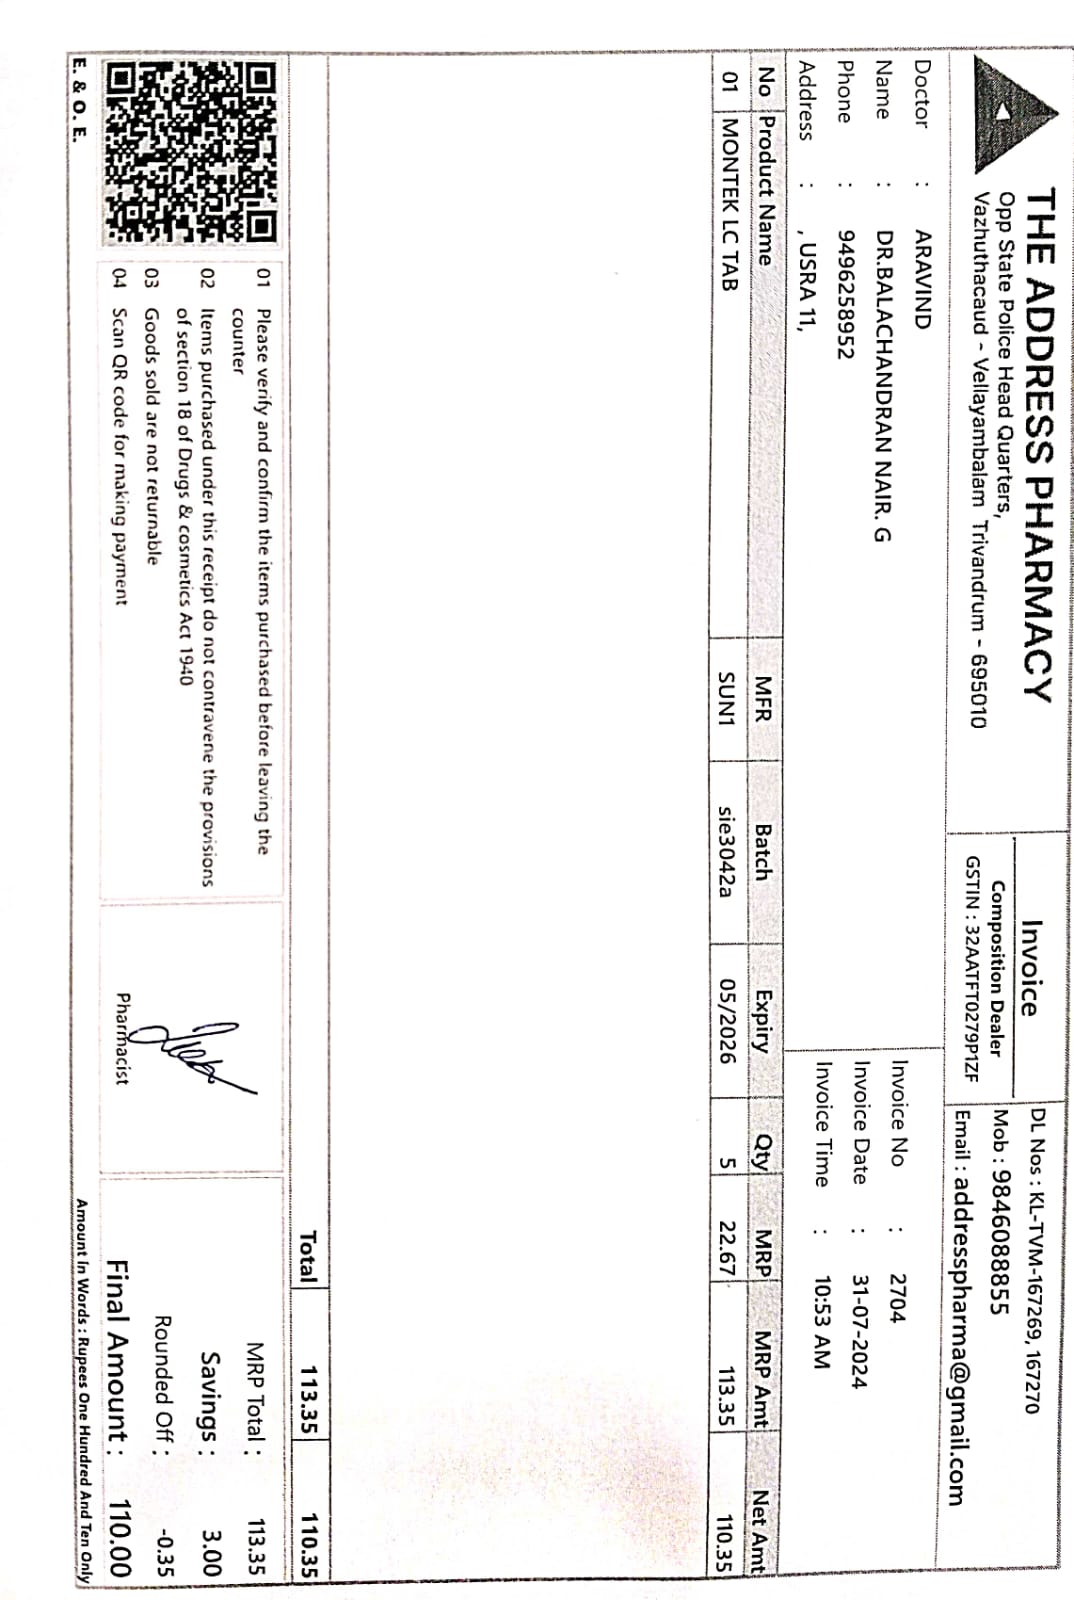 THE ADDRESS PHARMACY
Opp State Police Head Quarters,
Vazhuthacaud - Vellayambalam Trivandrum - 695010
Invoice
Composition Dealer
GSTIN : 32AATFT0279P1ZF
DL Nos : KL-TVM-167269, 167270
Mob : 9846088855
Email : addresspharma@gmail.com
Doctor : ARAVIND
Name : DR.BALACHANDRAN NAIR. G
Phone : 9496258952
Address : , USRA 11,
Invoice No : 2704
Invoice Date : 31-07-2024
Invoice Time : 10:53 AM
No Product Name MFR Batch Expiry Qty MRP MRP Amt Net Amt
01 MONTEK LC TAB SUN1 sie3042a 05/2026 5 22.67 113.35 110.35
Total 113.35 110.35
01 Please verify and confirm the items purchased before leaving the
counter
02 Items purchased under this receipt do not contravene the provisions
of section 18 of Drugs & cosmetics Act 1940
03 Goods sold are not returnable
04 Scan QR code for making payment
Pharmacist
MRP Total : 113.35
Savings : 3.00
Rounded Off : -0.35
Final Amount : 110.00
E. & O. E.
Amount In Words : Rupees One Hundred And Ten Only